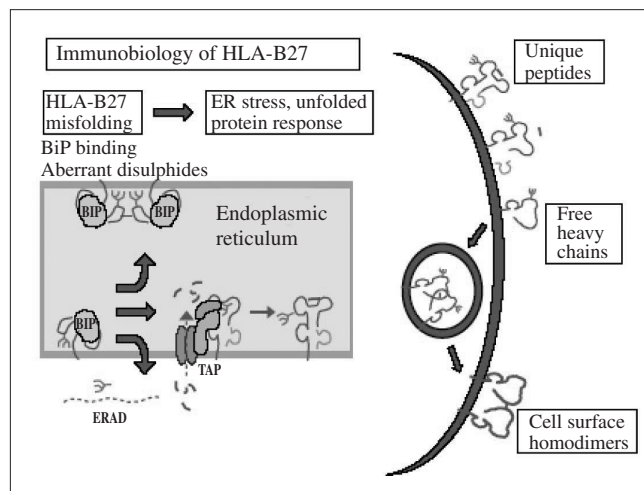 Immunobiology of HLA-B27
HLA-B27
misfolding
ER stress, unfolded
protein response
BiP binding
Aberrant disulphides
BIP
BIP
Endoplasmic
reticulum
BIP
TAP
ERAD
Unique
peptides
Free
heavy
chains
Cell surface
homodimers